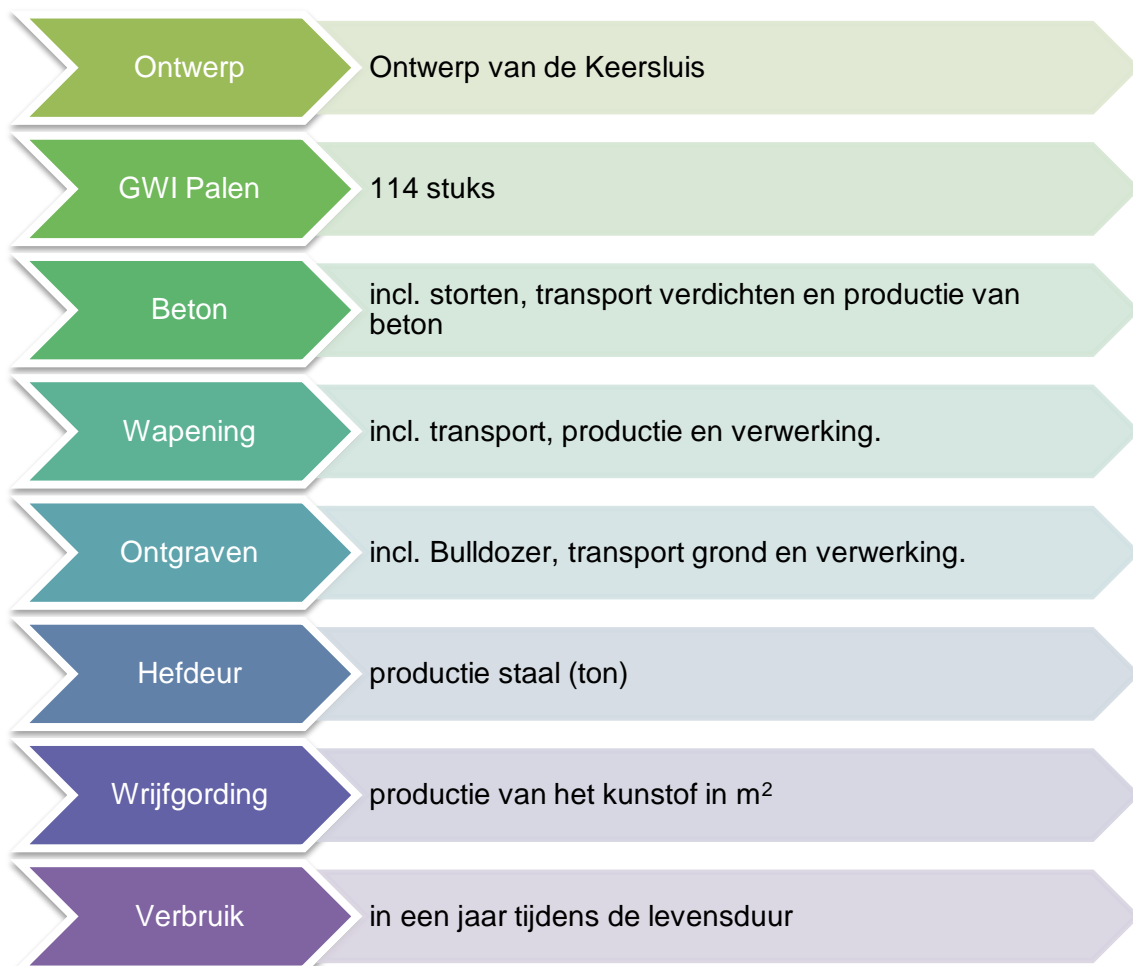 Ontwerp
Ontwerp van de Keersluis
GWI Palen
114 stuks
Beton
incl. storten, transport verdichten en productie van
beton
Wapening
incl. transport, productie en verwerking.
Ontgraven
incl. Bulldozer, transport grond en verwerking.
Hefdeur
productie staal (ton)
Wrijfgording
productie van het kunstof in m²
Verbruik
in een jaar tijdens de levensduur